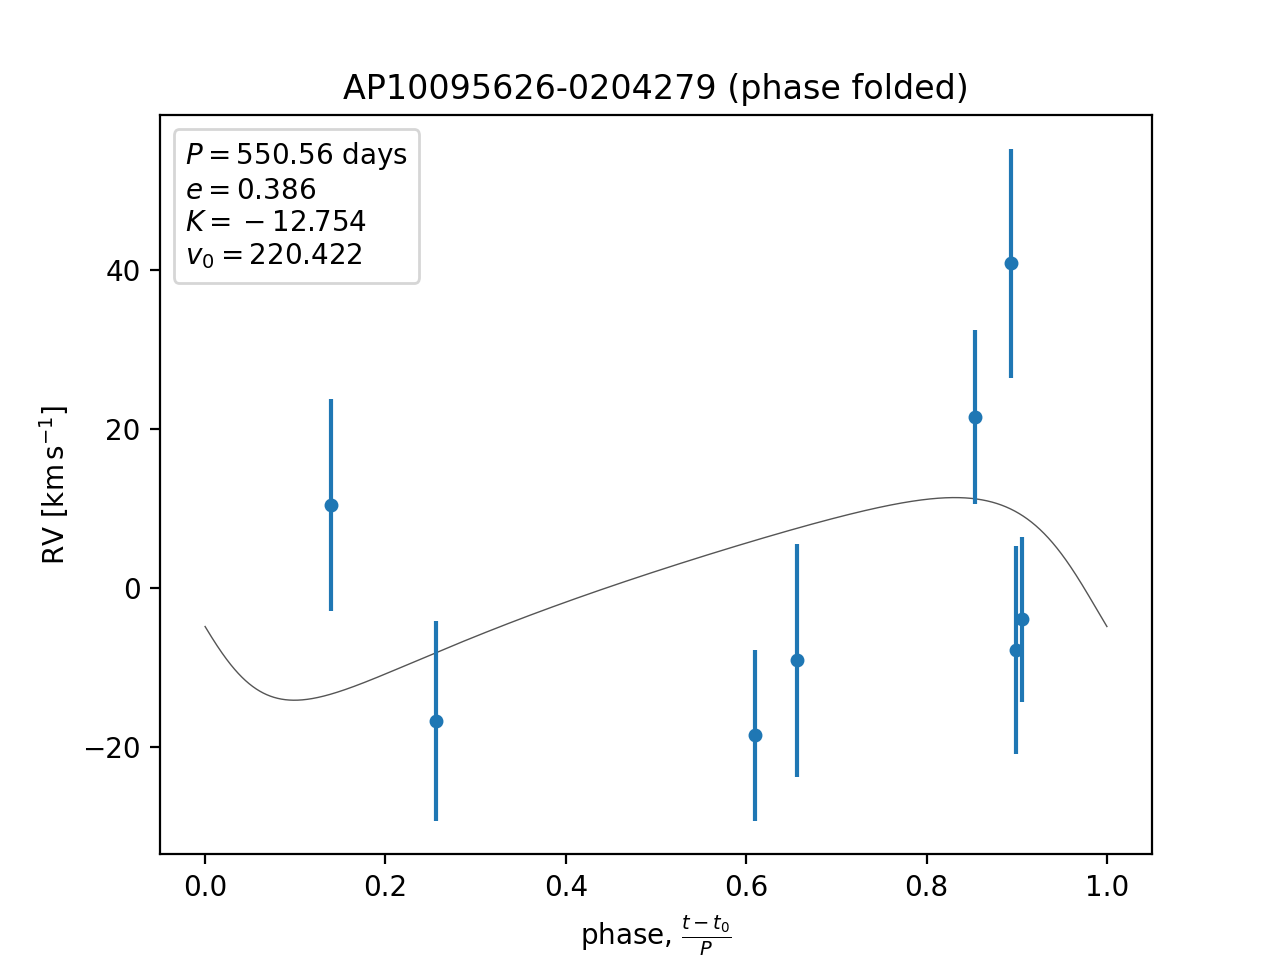 AP10095626-0204279 (phase folded)
P = 550.56 days
e = 0.386
K = −12.754
v₀ = 220.422
40
20
0
−20
RV [km s⁻¹]
0.0 0.2 0.4 0.6 0.8 1.0
phase, (t − t₀)/P